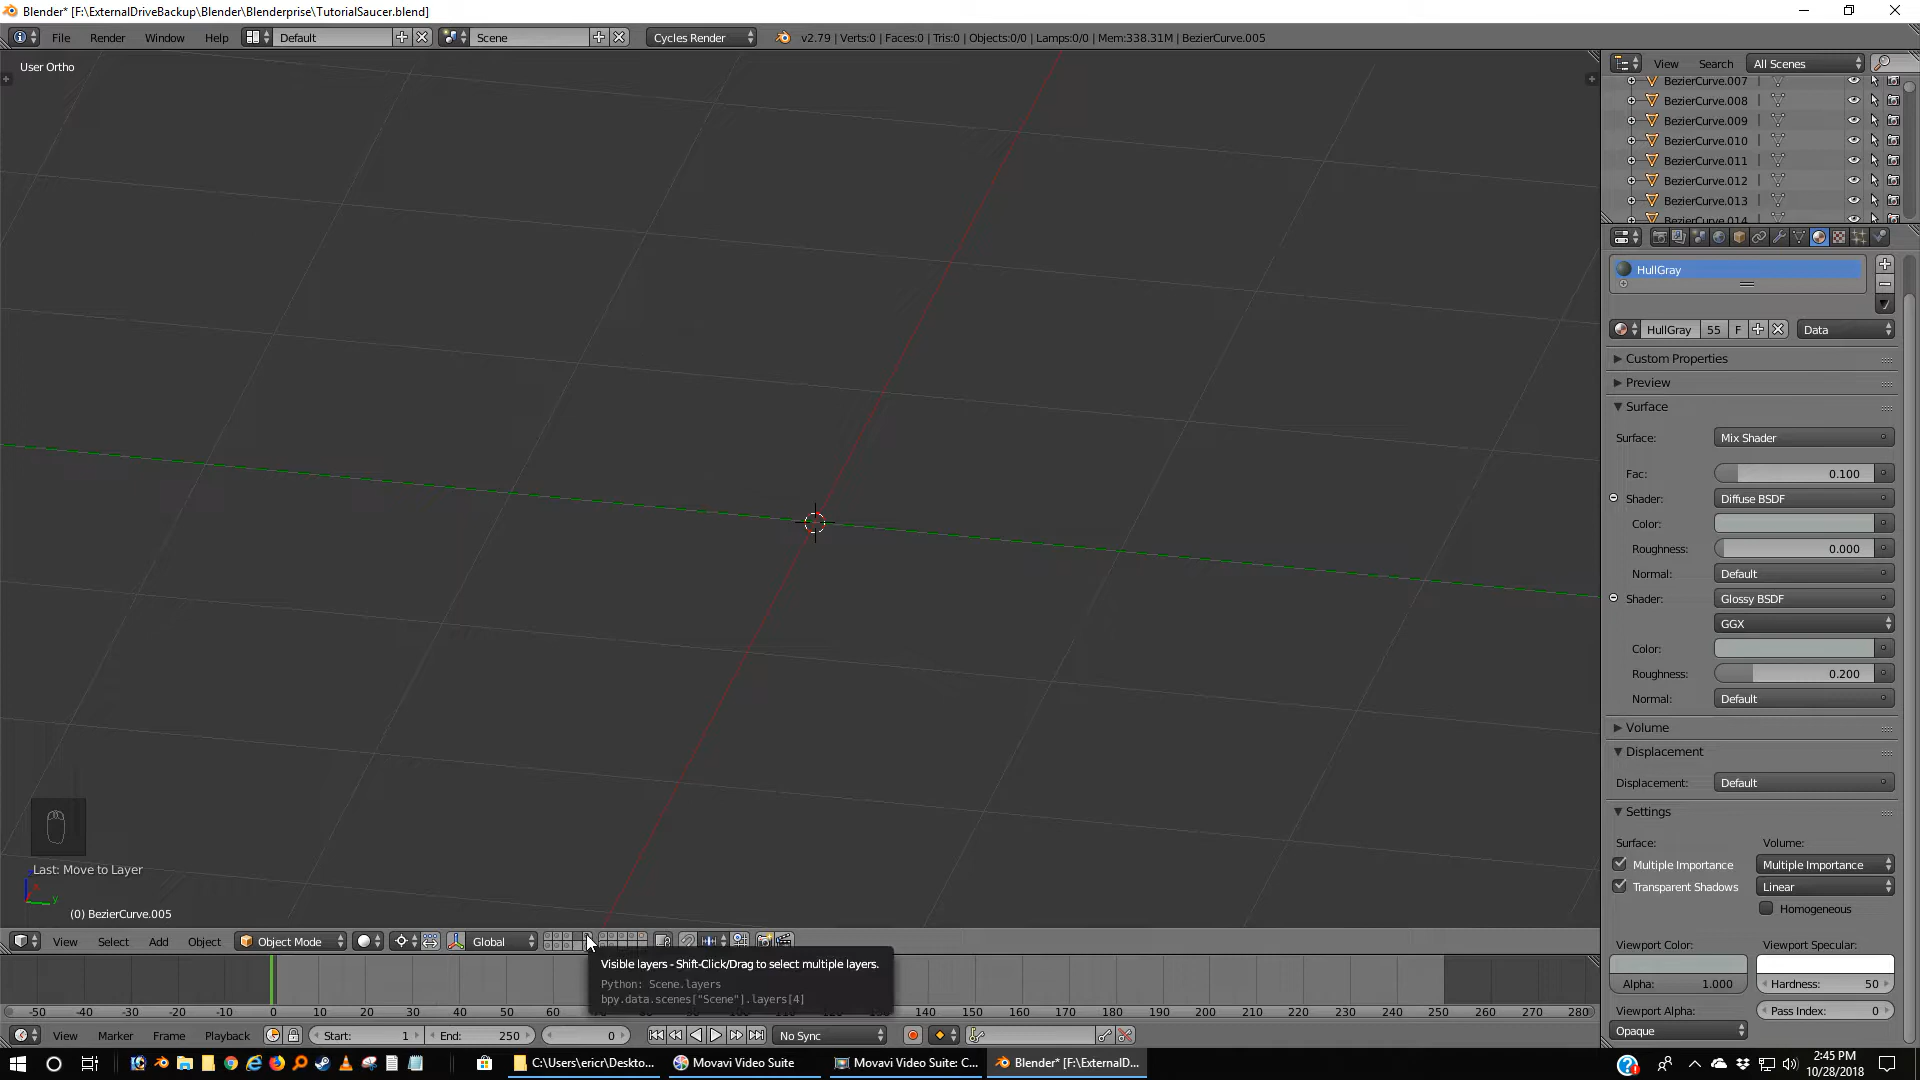 Blender* [F:\ExternalDriveBackup\Blender\Blenderprise\TutorialSaucer.blend]
File Render Window Help Default Scene Cycles Render v2.79 | Verts:0 | Faces:0 | Tris:0 | Objects:0/0 | Lamps:0/0 | Mem:338.31M | BezierCurve.005
User Ortho
View Search All Scenes
BezierCurve.007
BezierCurve.008
BezierCurve.009
BezierCurve.010
BezierCurve.011
BezierCurve.012
BezierCurve.013
BezierCurve.014
HullGray
HullGray 55 F Data
Custom Properties
Preview
Surface
Surface: Mix Shader
Fac: 0.100
Shader: Diffuse BSDF
Color:
Roughness: 0.000
Normal: Default
Shader: Glossy BSDF
GGX
Color:
Roughness: 0.200
Normal: Default
Volume
Displacement
Displacement: Default
Settings
Surface: Volume:
Multiple Importance Multiple Importance
Transparent Shadows Linear
Homogeneous
Viewport Color: Viewport Specular:
Alpha: 1.000 Hardness: 50
Viewport Alpha: Pass Index: 0
Opaque
Last: Move to Layer
(0) BezierCurve.005
View Select Add Object Object Mode Global
Visible layers - Shift-Click/Drag to select multiple layers.
Python: Scene.layers
bpy.data.scenes["Scene"].layers[4]
-50 -40 -30 -20 -10 0 10 20 30 40 50 60 140 150 160 170 180 190 200 210 220 230 240 250 260 270 280
View Marker Frame Playback Start: 1 End: 250 0 No Sync
C:\Users\ericr\Deskto... Movavi Video Suite Movavi Video Suite: C... Blender* [F:\ExternalD...
2:45 PM
10/28/2018